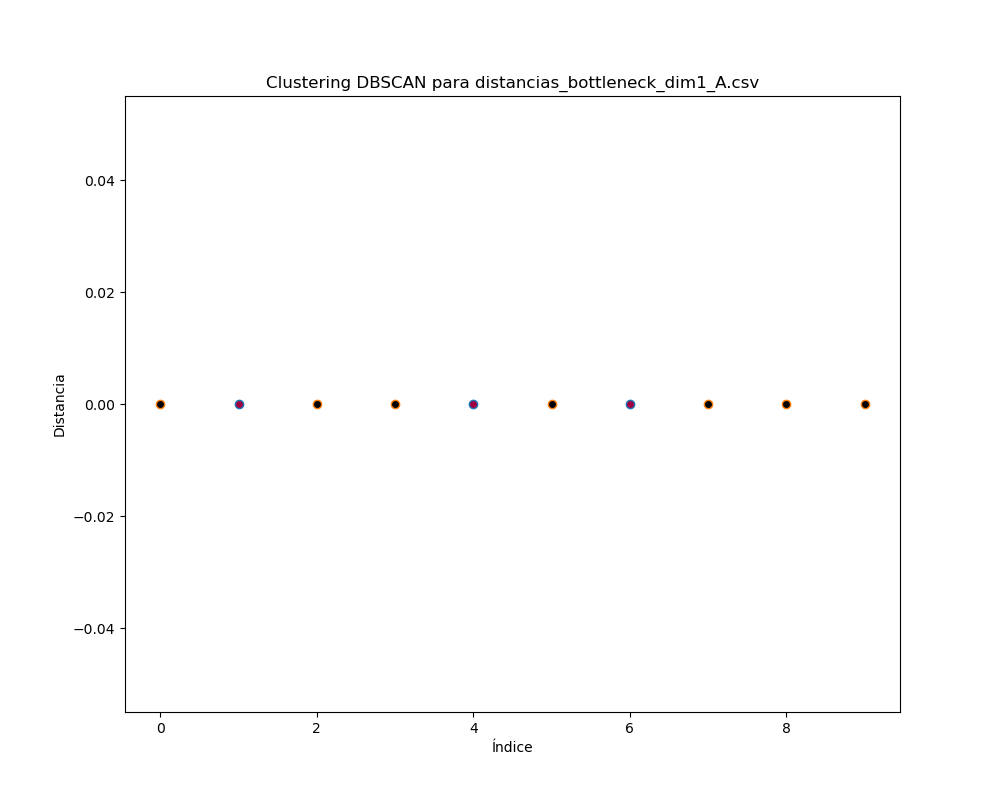 Clustering DBSCAN para distancias_bottleneck_dim1_A.csv
0.04
0.02
0.00
−0.02
−0.04
Distancia
0 2 4 6 8
Índice